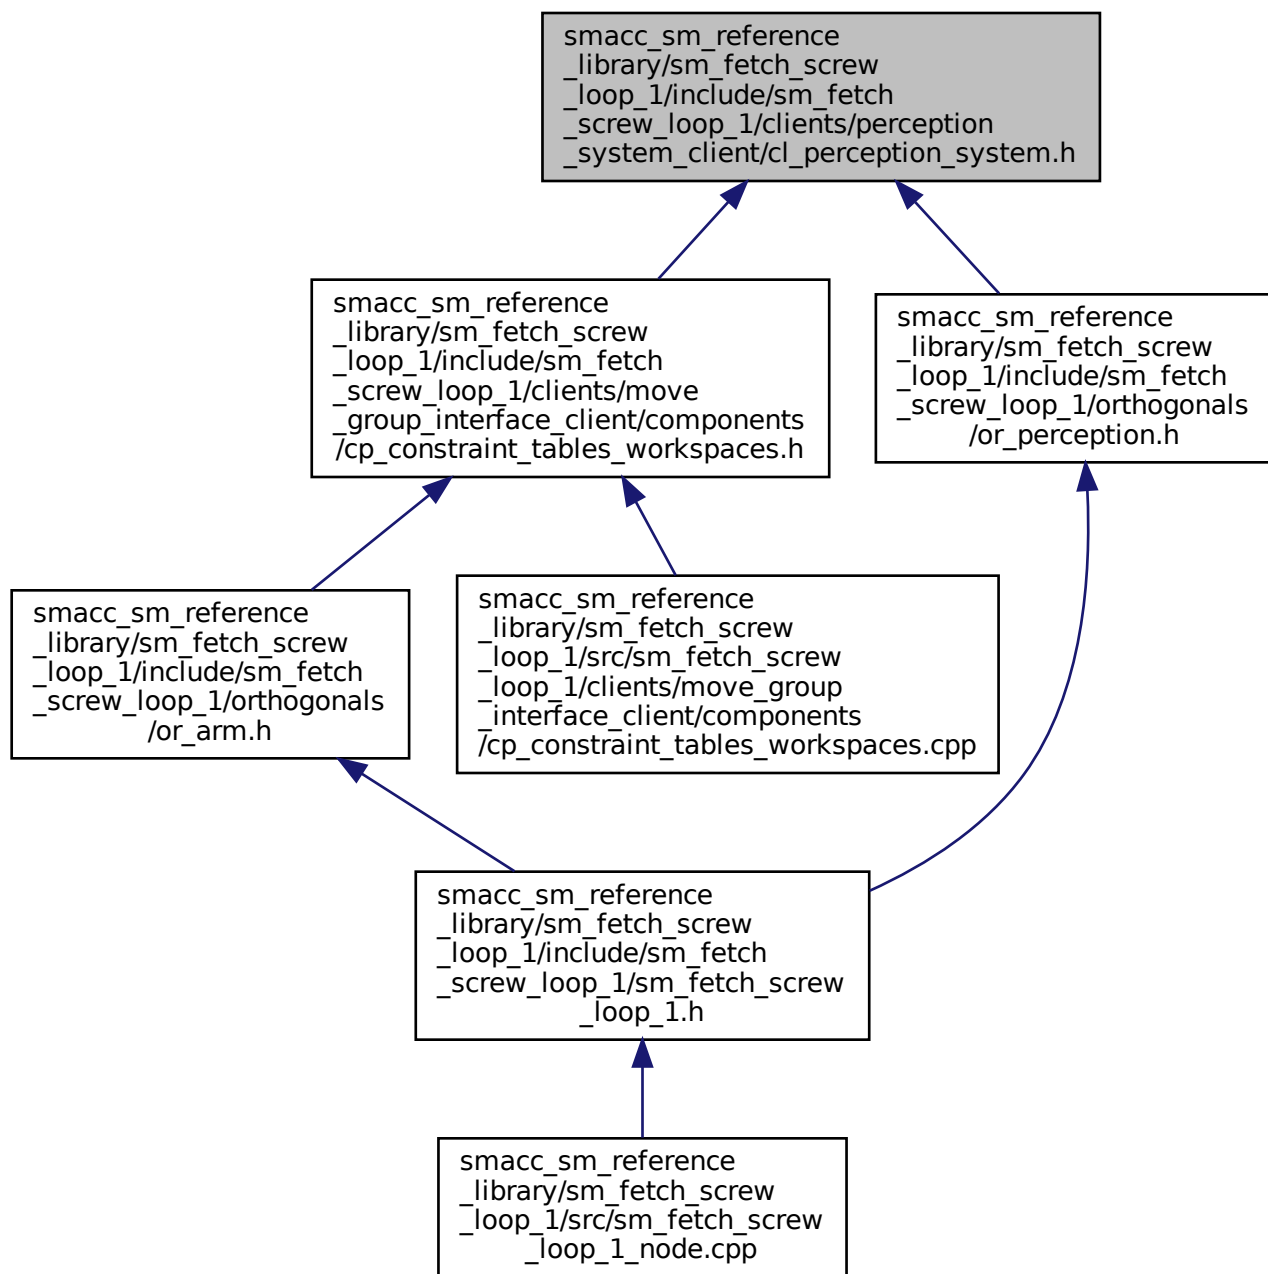 smacc_sm_reference
_library/sm_fetch_screw
_loop_1/include/sm_fetch
_screw_loop_1/clients/perception
_system_client/cl_perception_system.h
smacc_sm_reference
_library/sm_fetch_screw
_loop_1/include/sm_fetch
_screw_loop_1/clients/move
_group_interface_client/components
/cp_constraint_tables_workspaces.h
smacc_sm_reference
_library/sm_fetch_screw
_loop_1/include/sm_fetch
_screw_loop_1/orthogonals
/or_perception.h
smacc_sm_reference
_library/sm_fetch_screw
_loop_1/include/sm_fetch
_screw_loop_1/orthogonals
/or_arm.h
smacc_sm_reference
_library/sm_fetch_screw
_loop_1/src/sm_fetch_screw
_loop_1/clients/move_group
_interface_client/components
/cp_constraint_tables_workspaces.cpp
smacc_sm_reference
_library/sm_fetch_screw
_loop_1/include/sm_fetch
_screw_loop_1/sm_fetch_screw
_loop_1.h
smacc_sm_reference
_library/sm_fetch_screw
_loop_1/src/sm_fetch_screw
_loop_1_node.cpp